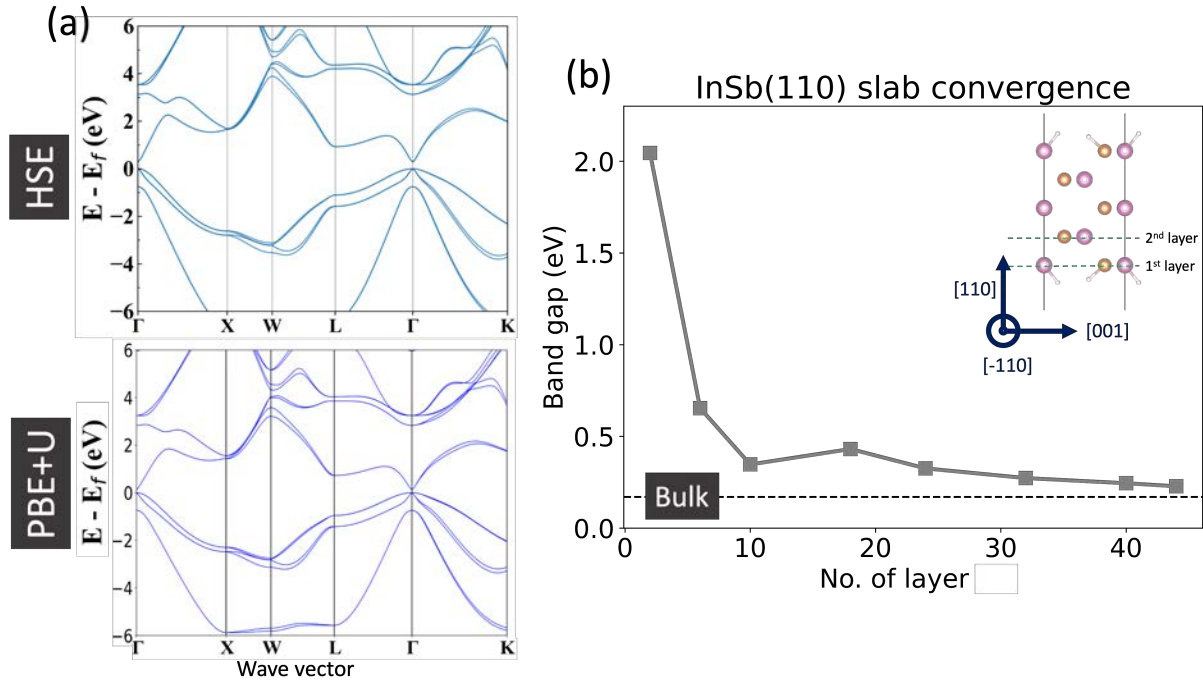 (a)
HSE
E - E_f (eV)
6
4
2
0
−2
−4
−6
Γ X W L Γ K
PBE+U
E - E_f (eV)
6
4
2
0
−2
−4
−6
Γ X W L Γ K
Wave vector
(b)
InSb(110) slab convergence
Band gap (eV)
2.0
1.5
1.0
0.5
0.0
2nd layer
1st layer
[110]
[001]
[-110]
Bulk
0 10 20 30 40
No. of layer